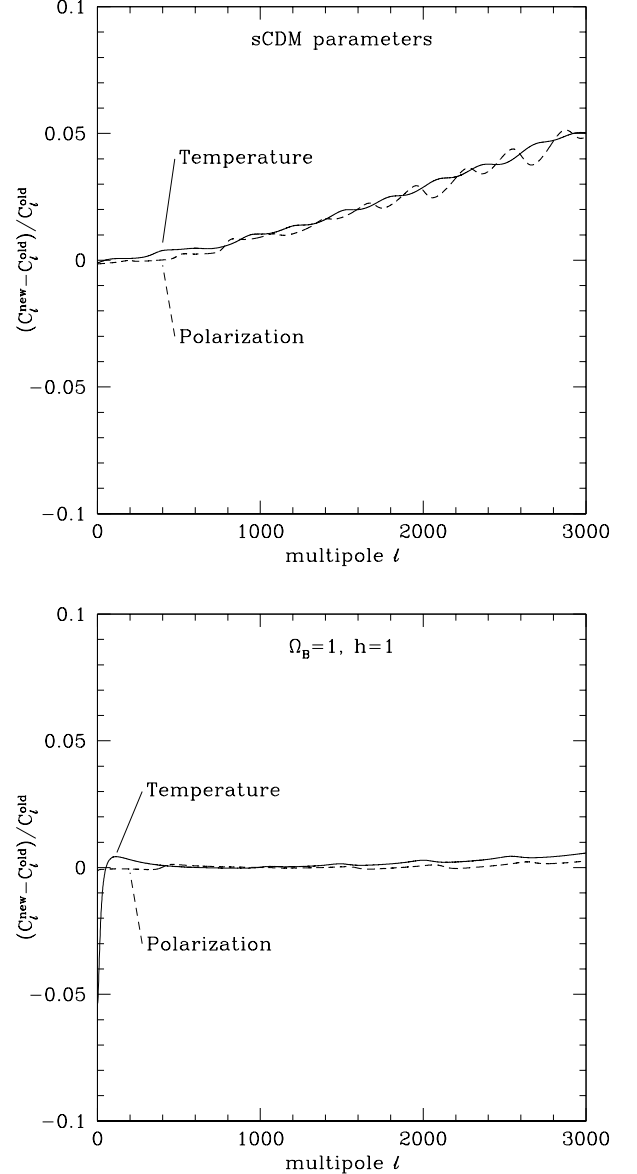 0.1
sCDM parameters
0.05
Temperature
(C_l^new−C_l^old)/C_l^old
0
Polarization
−0.05
−0.1
0 1000 2000 3000
multipole ℓ
0.1
Ω_B=1, h=1
0.05
Temperature
(C_l^new−C_l^old)/C_l^old
0
Polarization
−0.05
−0.1
0 1000 2000 3000
multipole ℓ